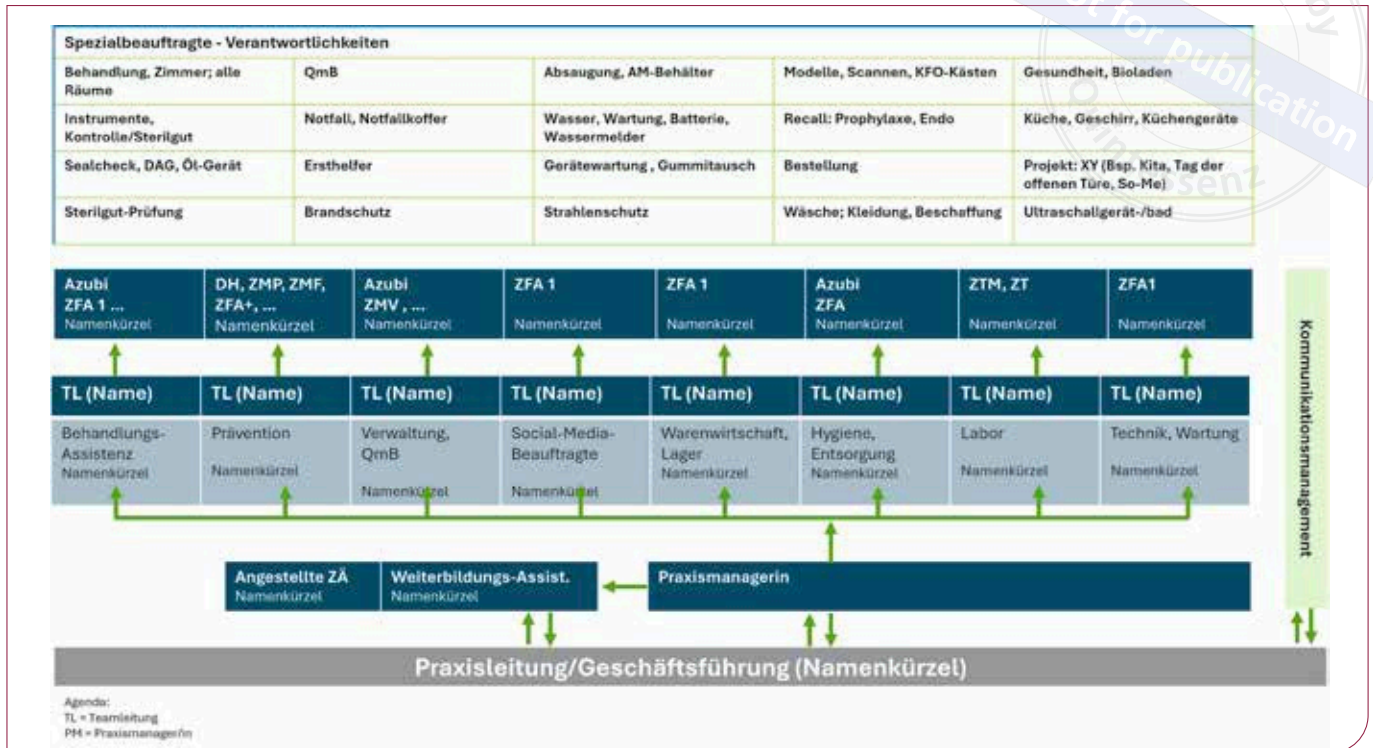 Spezialbeauftragte - Verantwortlichkeiten
Behandlung, Zimmer; alle
Räume
QmB
Absaugung, AM-Behälter
Modelle, Scannen, KFO-Kästen
Gesundheit, Bioladen
Instrumente,
Kontrolle/Sterilgut
Notfall, Notfallkoffer
Wasser, Wartung, Batterie,
Wassermelder
Recall: Prophylaxe, Endo
Küche, Geschirr, Küchengeräte
Sealcheck, DAG, Öl-Gerät
Ersthelfer
Gerätewartung , Gummitausch
Bestellung
Projekt: XY (Bsp. Kita, Tag der
offenen Türe, So-Me)
Sterilgut-Prüfung
Brandschutz
Strahlenschutz
Wäsche; Kleidung, Beschaffung
Ultraschallgerät-/bad
Azubi
ZFA 1 ...
Namenkürzel
DH, ZMP, ZMF,
ZFA+, ...
Namenkürzel
Azubi
ZMV , ...
Namenkürzel
ZFA 1
Namenkürzel
ZFA 1
Namenkürzel
Azubi
ZFA
Namenkürzel
ZTM, ZT
Namenkürzel
ZFA1
Namenkürzel
TL (Name)
TL (Name)
TL (Name)
TL (Name)
TL (Name)
TL (Name)
TL (Name)
TL (Name)
Behandlungs-
Assistenz
Namenkürzel
Prävention
Namenkürzel
Verwaltung,
QmB
Namenkürzel
Social-Media-
Beauftragte
Namenkürzel
Warenwirtschaft,
Lager
Namenkürzel
Hygiene,
Entsorgung
Namenkürzel
Labor
Namenkürzel
Technik, Wartung
Namenkürzel
Kommunikationsmanagement
Angestellte ZÄ
Namenkürzel
Weiterbildungs-Assist.
Namenkürzel
Praxismanagerin
Praxisleitung/Geschäftsführung (Namenkürzel)
Agenda:
TL = Teamleitung
PM = Praxismanager/in
by
not for publication
Quintessenz